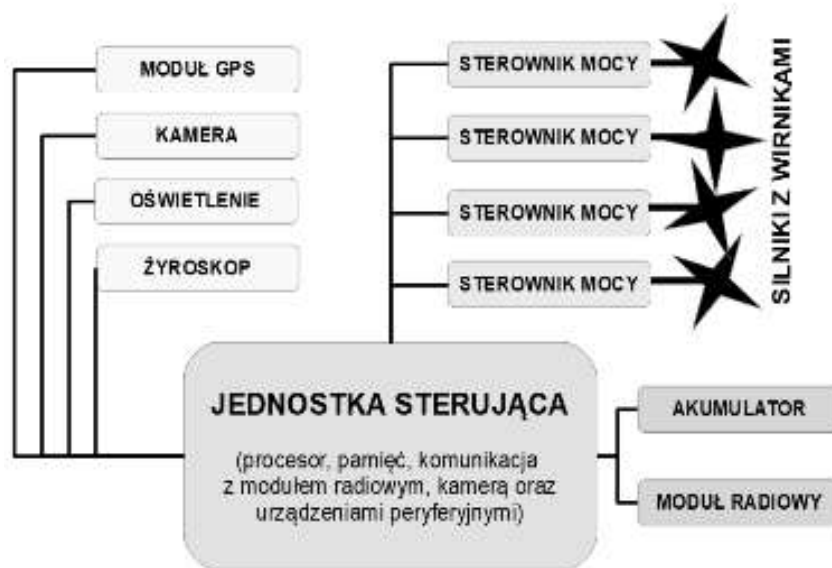 MODUŁ GPS
KAMERA
OŚWIETLENIE
ŻYROSKOP
STEROWNIK MOCY
STEROWNIK MOCY
STEROWNIK MOCY
STEROWNIK MOCY
SILNIKI Z WIRNIKAMI
JEDNOSTKA STERUJĄCA
(procesor, pamięć, komunikacja
z modułem radiowym, kamerą oraz
urządzeniami peryferyjnymi)
AKUMULATOR
MODUŁ RADIOWY